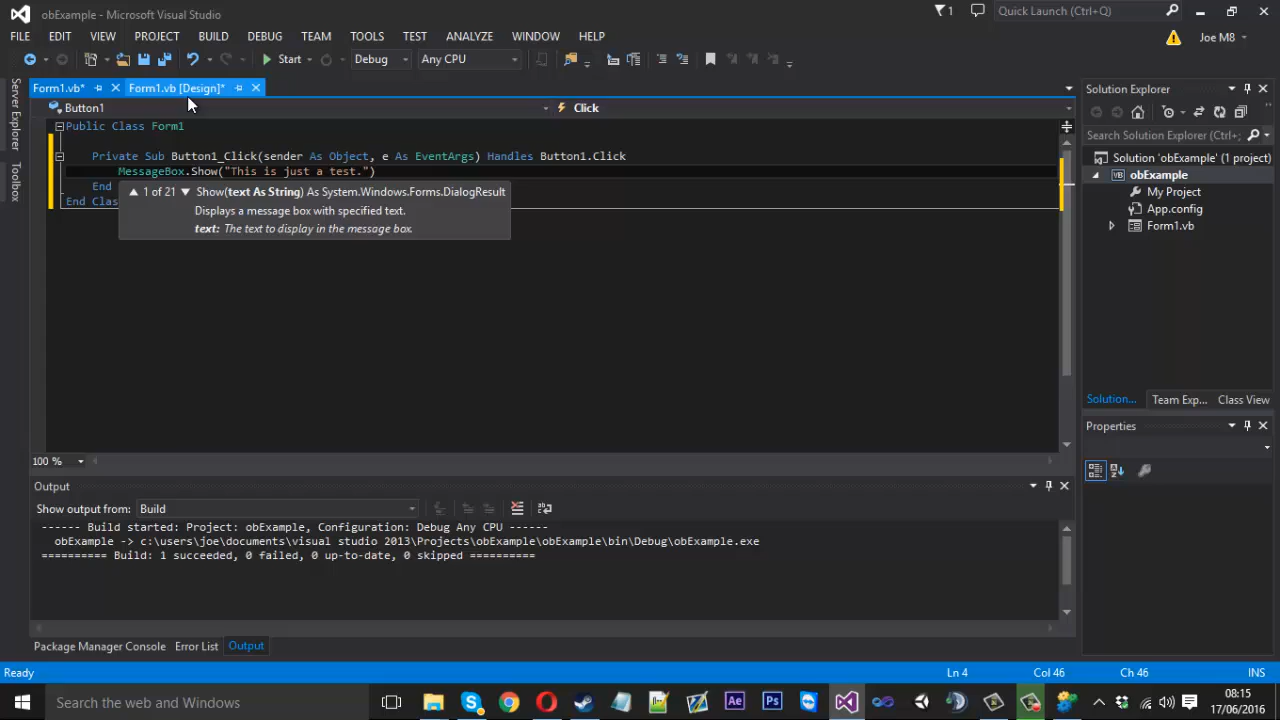 obExample - Microsoft Visual Studio
1
Quick Launch (Ctrl+Q)
FILE EDIT VIEW PROJECT BUILD DEBUG TEAM TOOLS TEST ANALYZE WINDOW HELP
Joe M8
Start
Debug
Any CPU
Form1.vb*
Form1.vb [Design]*
Button1
Click
Public Class Form1
Private Sub Button1_Click(sender As Object, e As EventArgs) Handles Button1.Click
MessageBox.Show("This is just a test.")
End
End Clas
1 of 21 Show(text As String) As System.Windows.Forms.DialogResult
Displays a message box with specified text.
text: The text to display in the message box.
100 %
Server Explorer
Toolbox
Output
Show output from: Build
------ Build started: Project: obExample, Configuration: Debug Any CPU ------
obExample -> c:\users\joe\documents\visual studio 2013\Projects\obExample\obExample\bin\Debug\obExample.exe
========== Build: 1 succeeded, 0 failed, 0 up-to-date, 0 skipped ==========
Package Manager Console Error List Output
Solution Explorer
Search Solution Explorer (Ctrl+;)
Solution 'obExample' (1 project)
VB obExample
My Project
App.config
Form1.vb
Solution... Team Exp... Class View
Properties
Ready
Ln 4
Col 46
Ch 46
INS
Search the web and Windows
Ae
Ps
08:15
17/06/2016